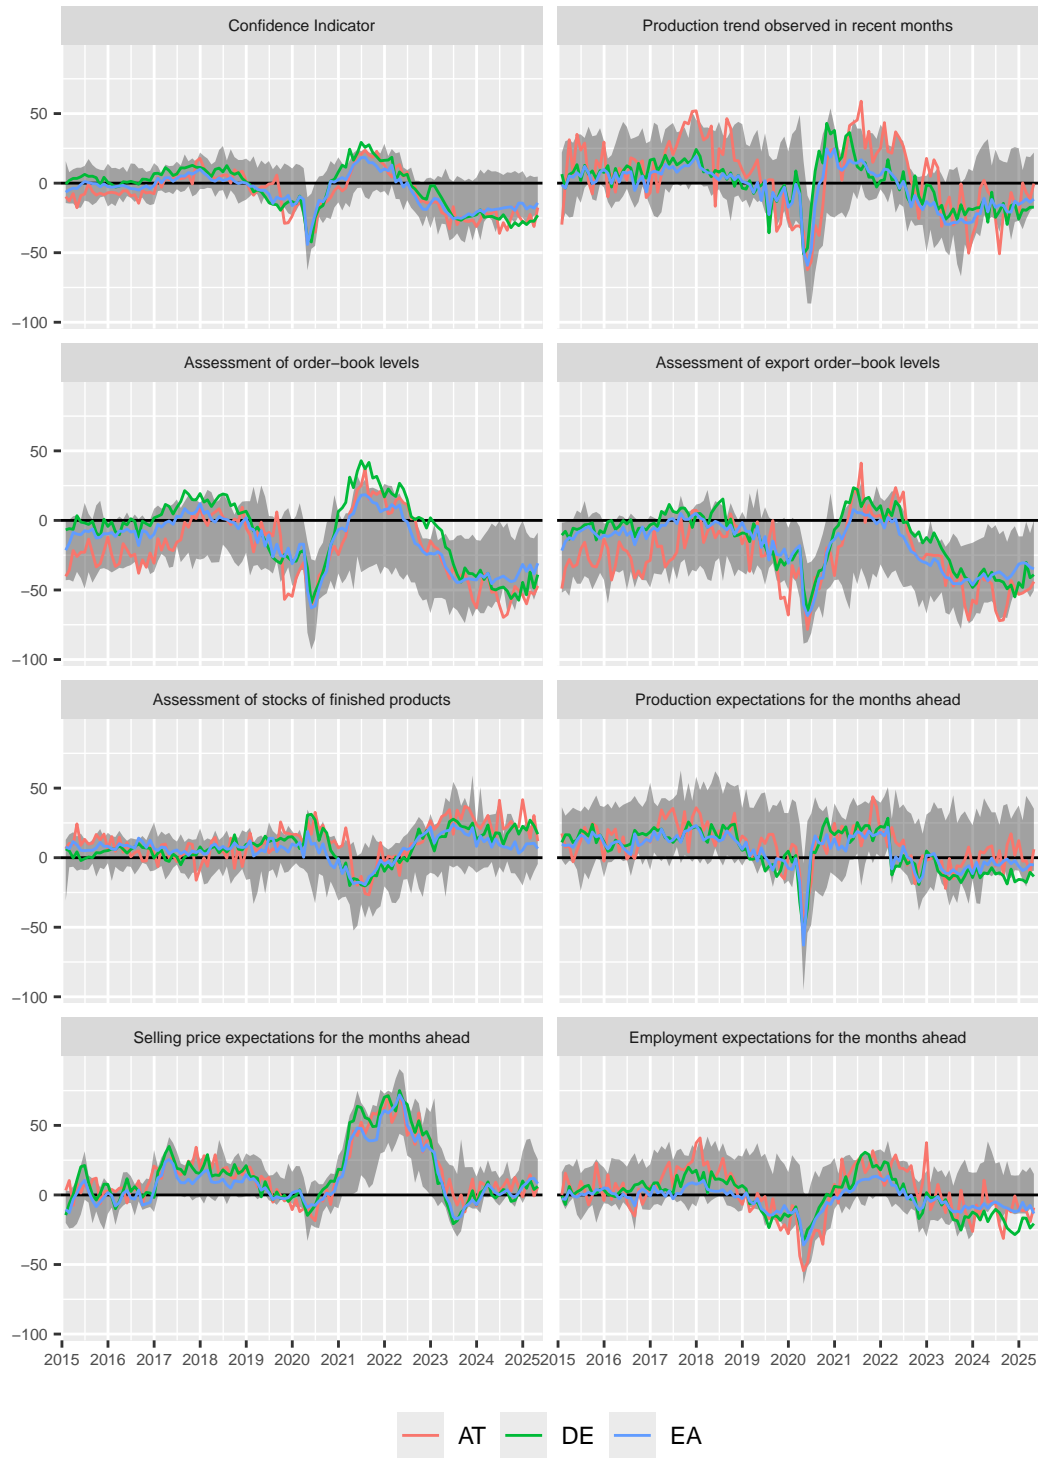 Confidence Indicator
Production trend observed in recent months
50
0
−50
−100
Assessment of order−book levels
Assessment of export order−book levels
50
0
−50
−100
Assessment of stocks of finished products
Production expectations for the months ahead
50
0
−50
−100
Selling price expectations for the months ahead
Employment expectations for the months ahead
50
0
−50
−100
2015 2016 2017 2018 2019 2020 2021 2022 2023 2024 2025
2015 2016 2017 2018 2019 2020 2021 2022 2023 2024 2025
AT DE EA